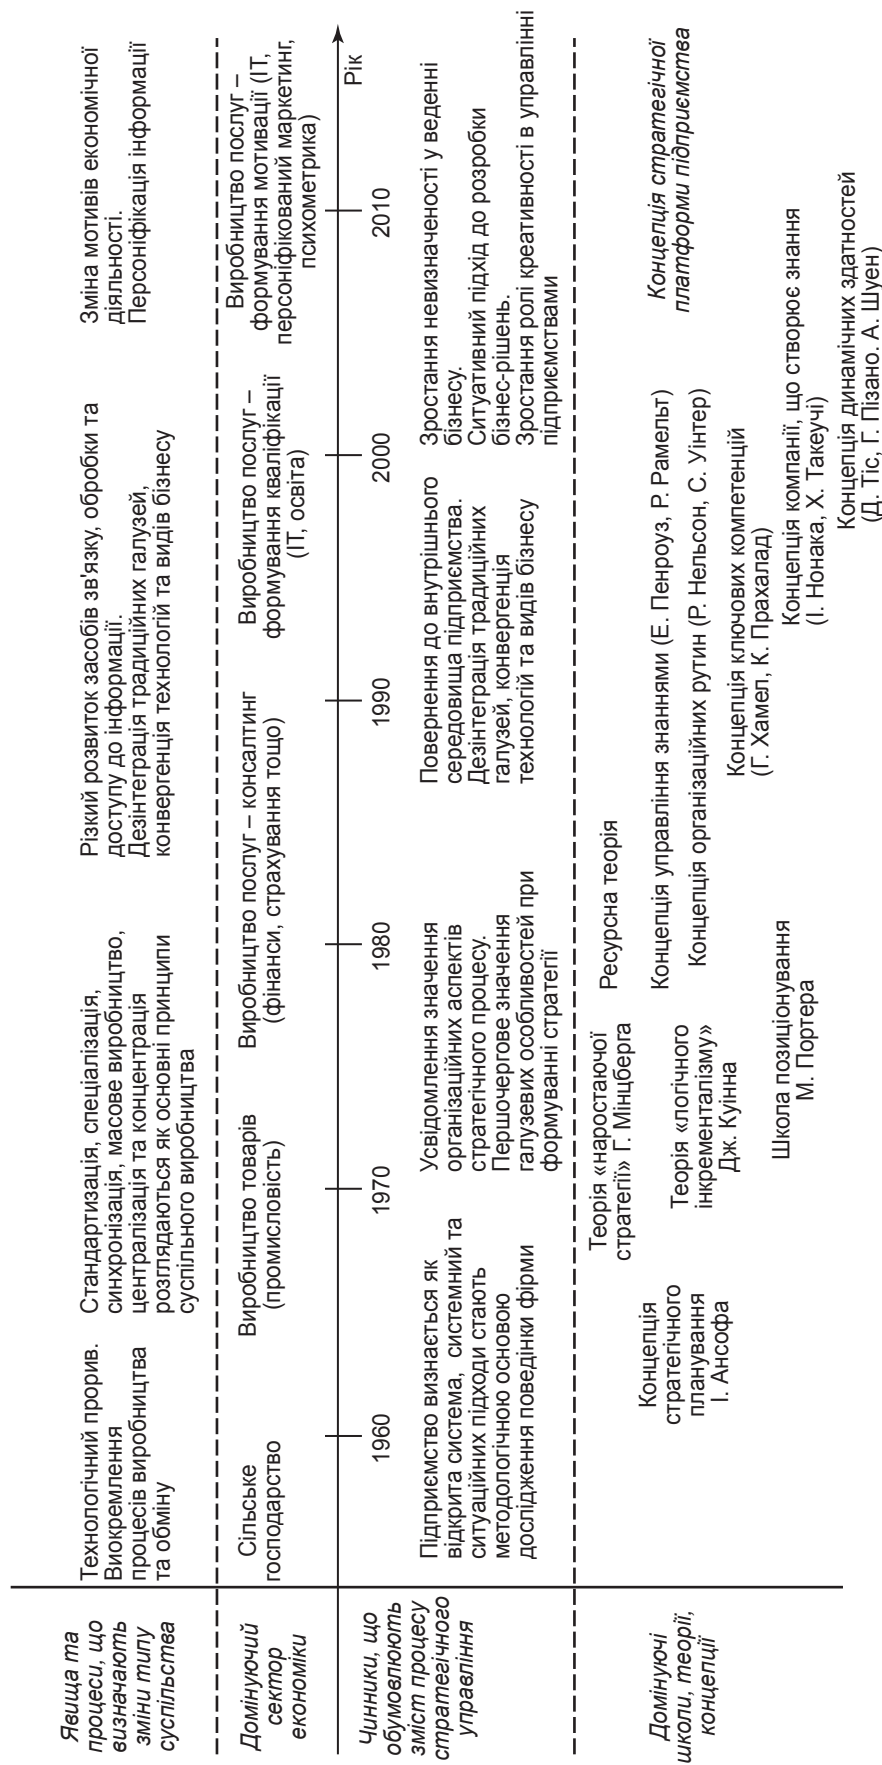 Явища та
процеси, що
визначають
зміни типу
суспільства
Технологічний прорив.
Виокремлення
процесів виробництва
та обміну
Стандартизація, спеціалізація,
синхронізація, масове виробництво,
централізація та концентрація
розглядаються як основні принципи
суспільного виробництва
Різкий розвиток засобів зв'язку, обробки та
доступу до інформації.
Дезінтеграція традиційних галузей,
конвергенція технологій та видів бізнесу
Зміна мотивів економічної
діяльності.
Персоніфікація інформації
Домінуючий
сектор
економіки
Сільське
господарство
Виробництво товарів
(промисловість)
Виробництво послуг – консалтинг
(фінанси, страхування тощо)
Виробництво послуг –
формування кваліфікації
(ІТ, освіта)
Виробництво послуг –
формування мотивації (ІТ,
персоніфікований маркетинг,
психометрика)
1960
1970
1980
1990
2000
2010
Рік
Чинники, що
обумовлюють
зміст процесу
стратегічного
управління
Підприємство визнається як
відкрита система, системний та
ситуаційних підходи стають
методологічною основою
дослідження поведінки фірми
Усвідомлення значення
організаційних аспектів
стратегічного процесу.
Першочергове значення
галузевих особливостей при
формуванні стратегії
Повернення до внутрішнього
середовища підприємства.
Дезінтеграція традиційних
галузей, конвергенція
технологій та видів бізнесу
Зростання невизначеності у веденні
бізнесу.
Ситуативний підхід до розробки
бізнес-рішень.
Зростання ролі креативності в управлінні
підприємствами
Домінуючі
школи, теорії,
концепції
Концепція
стратегічного
планування
І. Ансофа
Теорія «наростаючої
стратегії» Г. Мінцберга
Теорія «логічного
інкременталізму»
Дж. Куінна
Школа позиціонування
М. Портера
Ресурсна теорія
Концепція управління знаннями (Е. Пенроуз, Р. Рамельт)
Концепція організаційних рутин (Р. Нельсон, С. Уінтер)
Концепція ключових компетенцій
(Г. Хамел, К. Прахалад)
Концепція компанії, що створює знання
(І. Нонака, Х. Такеучі)
Концепція динамічних здатностей
(Д. Тіс, Г. Пізано. А. Шуен)
Концепція стратегічної
платформи підприємства